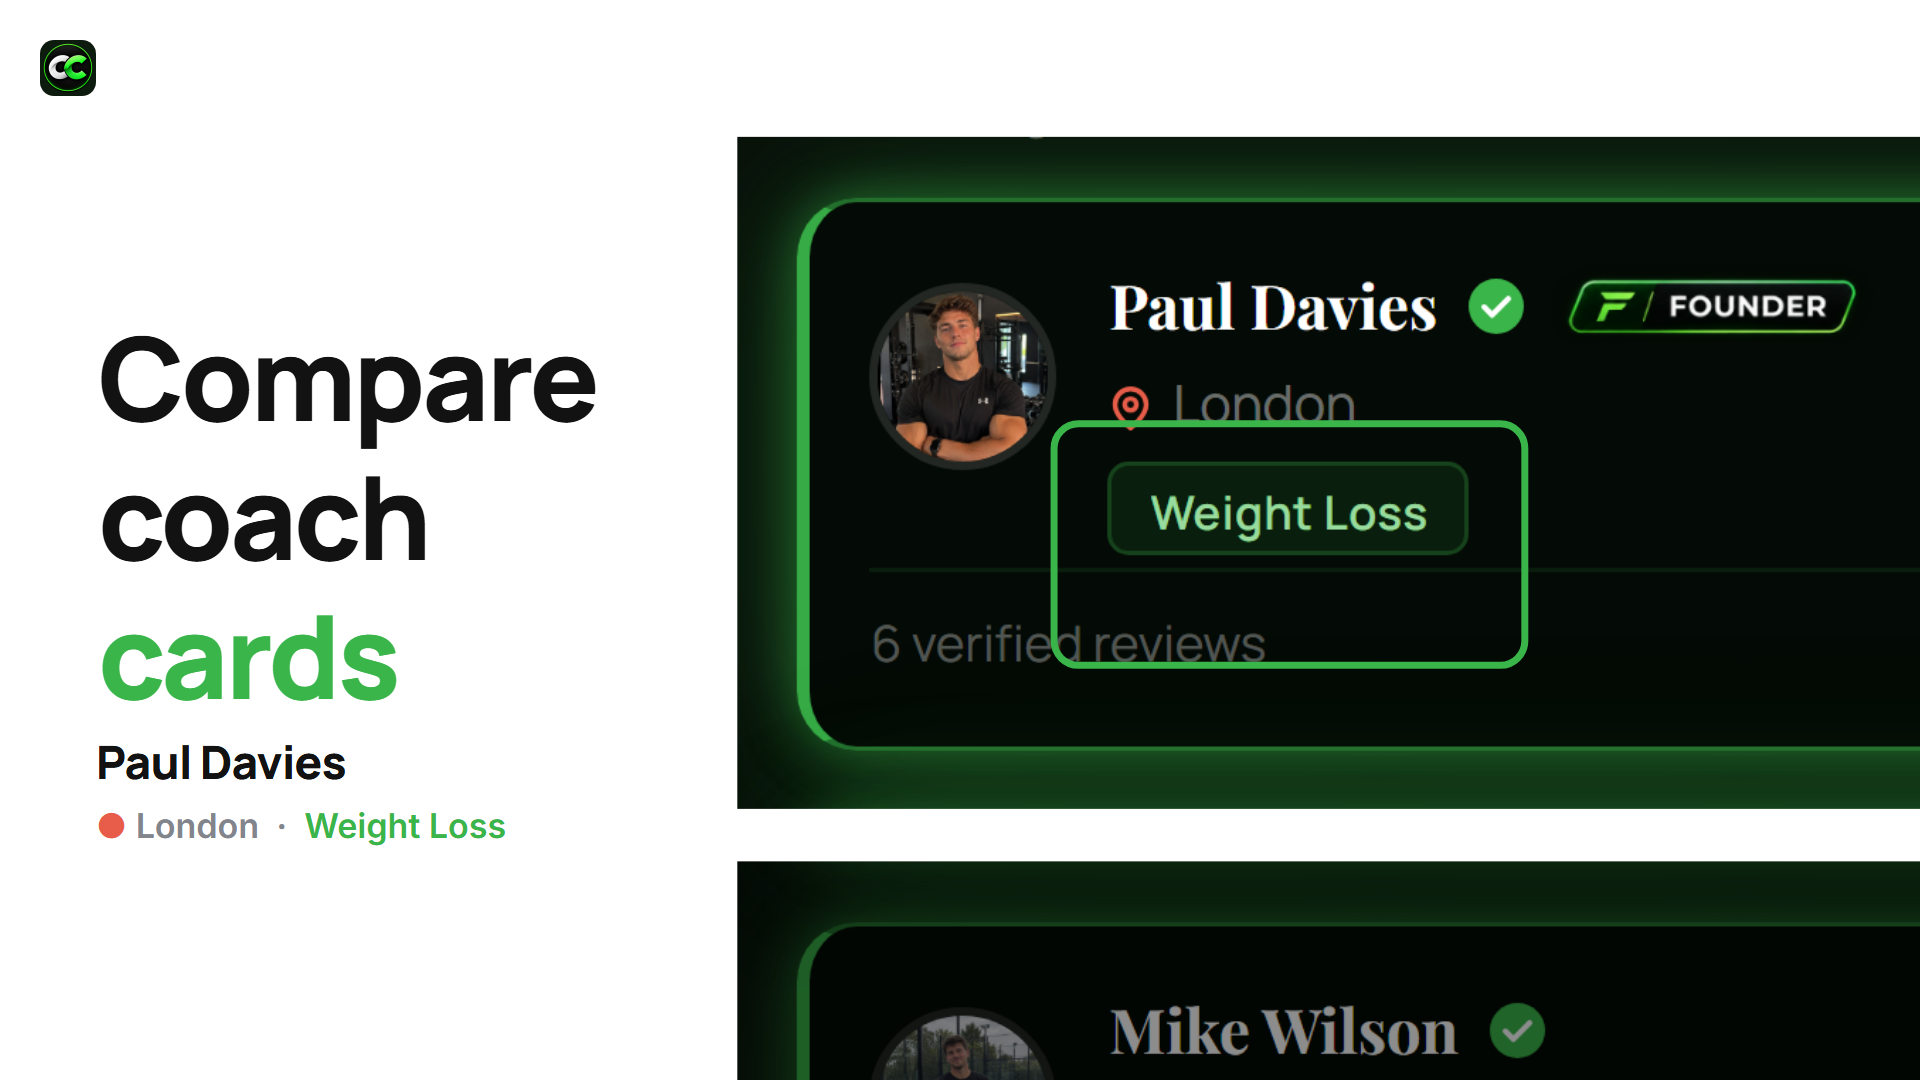 CC
Compare
coach
cards
Paul Davies
London · Weight Loss
Paul Davies
F / FOUNDER
London
Weight Loss
6 verified reviews
Mike Wilson